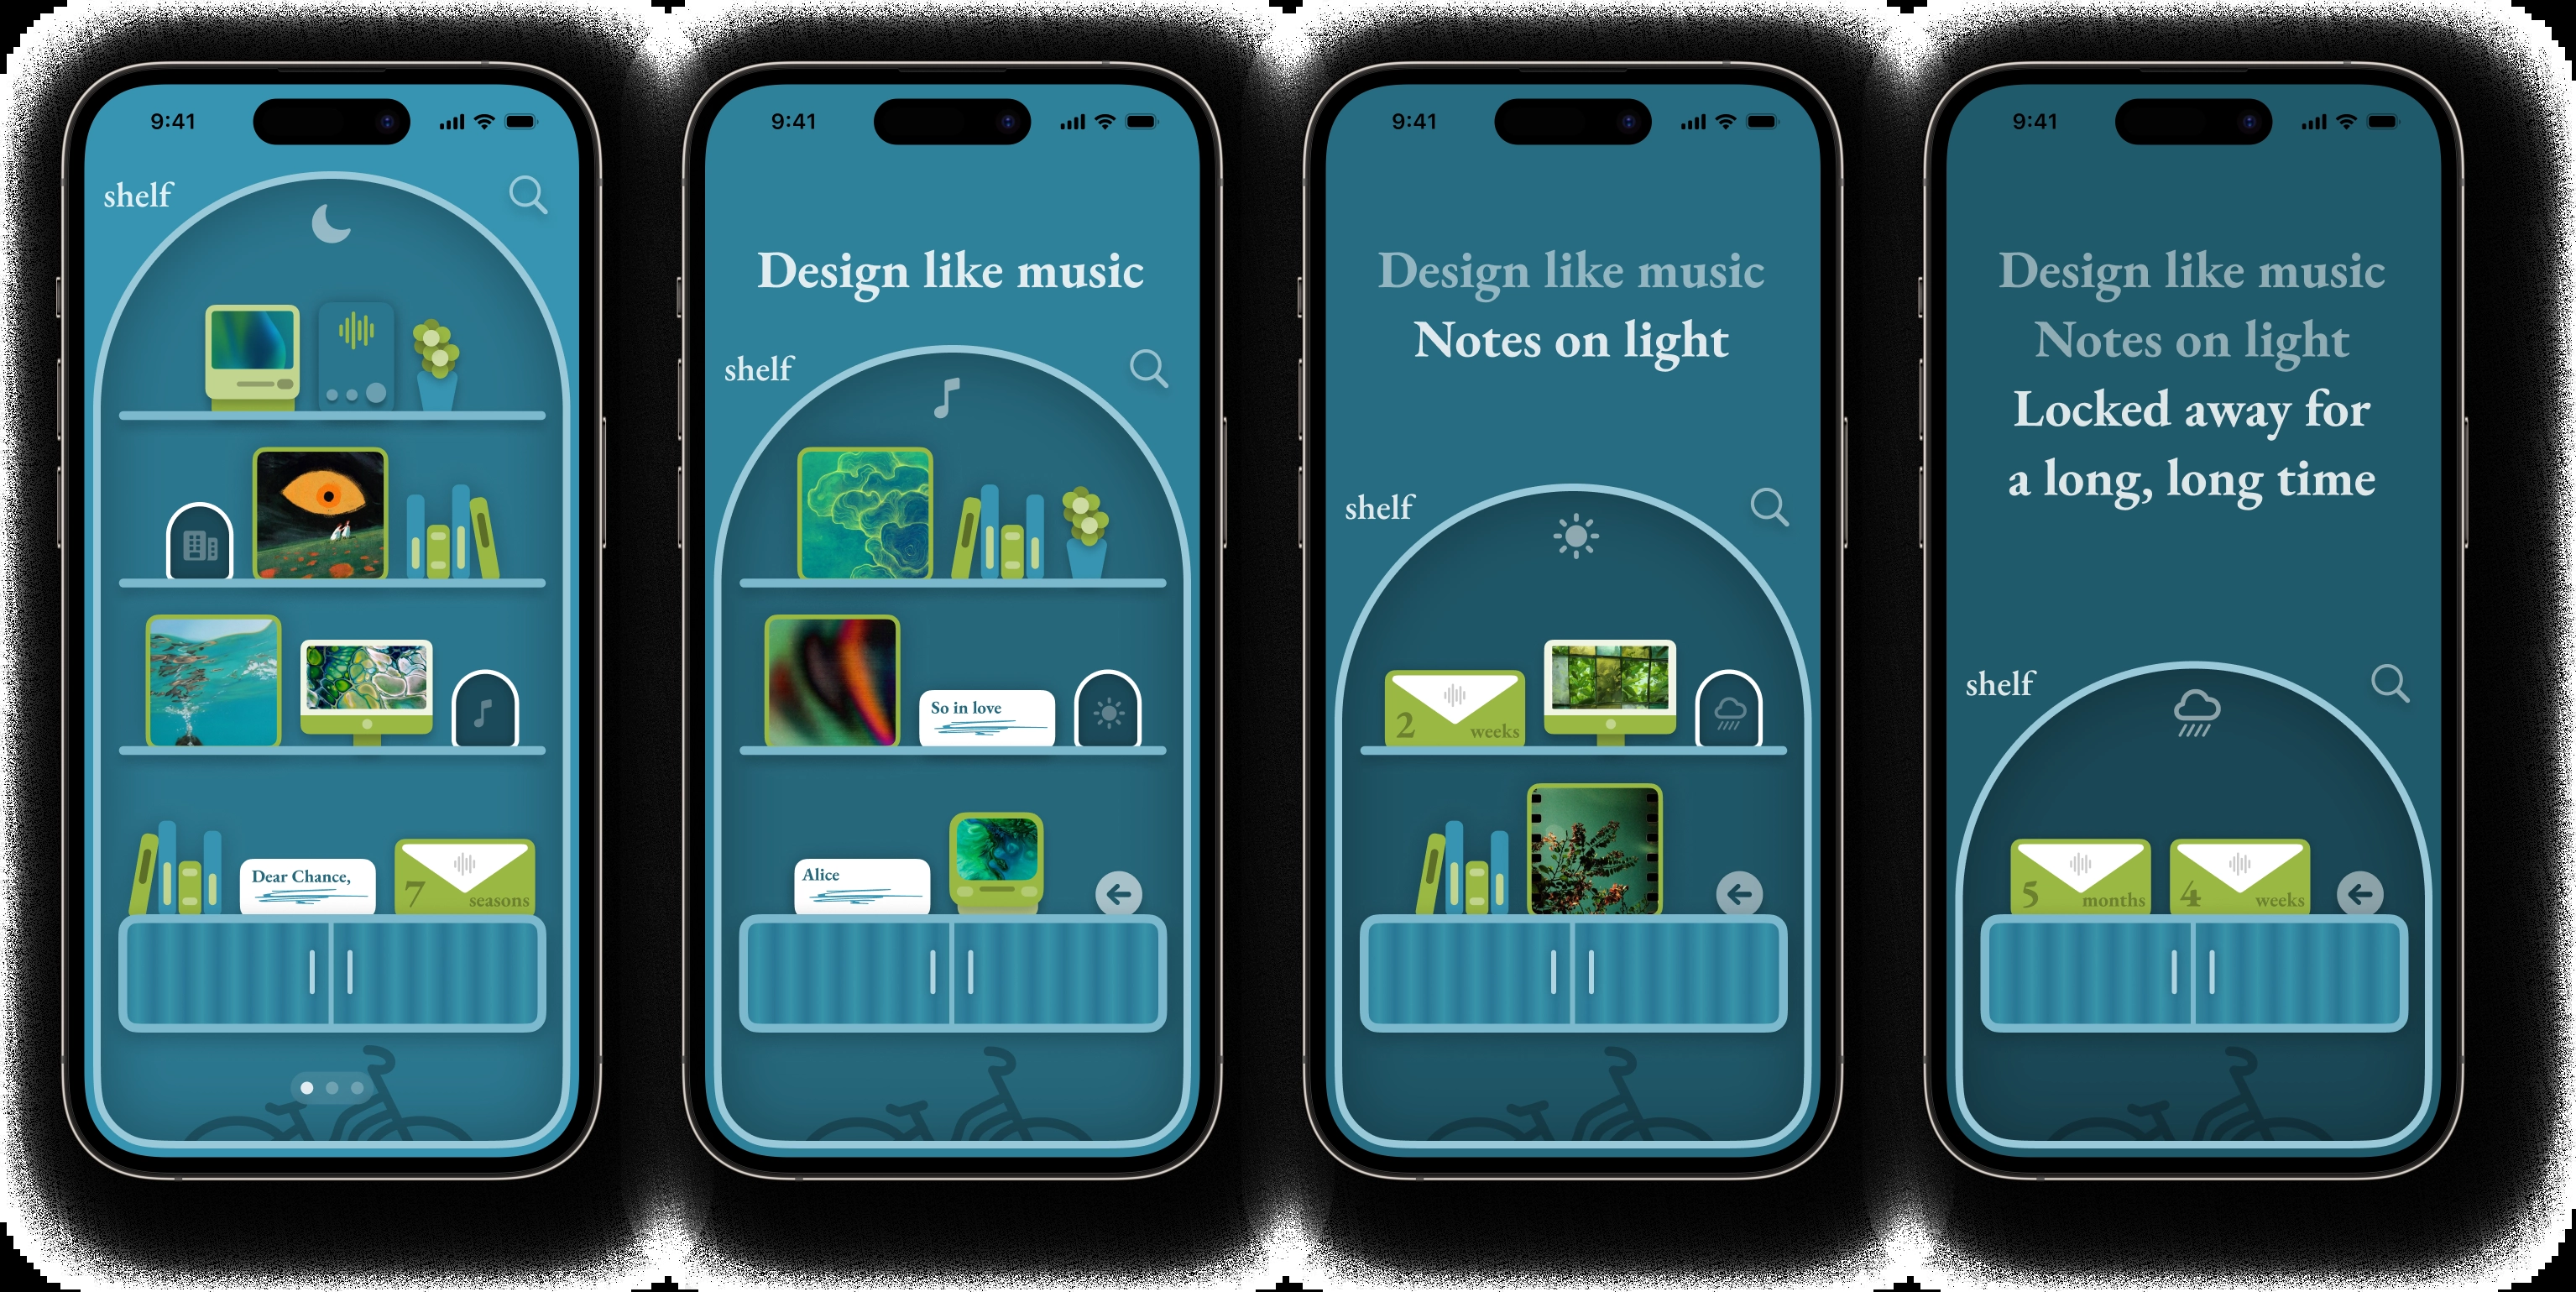 9:41
shelf
Dear Chance,
7 seasons
9:41
Design like music
shelf
So in love
Alice
9:41
Design like music
Notes on light
shelf
2 weeks
9:41
Design like music
Notes on light
Locked away for
a long, long time
shelf
5 months
4 weeks